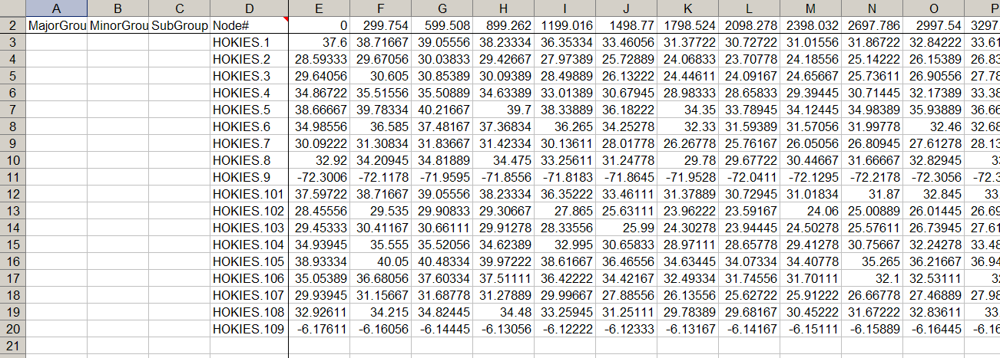 A B C D E F G H I J K L M N O P
2 MajorGrou MinorGrou SubGroup Node# 0 299.754 599.508 899.262 1199.016 1498.77 1798.524 2098.278 2398.032 2697.786 2997.54 3297
3 HOKIES.1 37.6 38.71667 39.05556 38.23334 36.35334 33.46056 31.37722 30.72722 31.01556 31.86722 32.84222 33.61
4 HOKIES.2 28.59333 29.67056 30.03833 29.42667 27.97389 25.72889 24.06833 23.70778 24.18556 25.14222 26.15389 26.83
5 HOKIES.3 29.64056 30.605 30.85389 30.09389 28.49889 26.13222 24.44611 24.09167 24.65667 25.73611 26.90556 27.78
6 HOKIES.4 34.86722 35.51556 35.50889 34.63389 33.01389 30.67945 28.98333 28.65833 29.39445 30.71445 32.17389 33.38
7 HOKIES.5 38.66667 39.78334 40.21667 39.7 38.33889 36.18222 34.35 33.78945 34.12445 34.98389 35.93889 36.66
8 HOKIES.6 34.98556 36.585 37.48167 37.36834 36.265 34.25278 32.33 31.59389 31.57056 31.99778 32.46 32.68
9 HOKIES.7 30.09222 31.30834 31.83667 31.42334 30.13611 28.01778 26.26778 25.76167 26.05056 26.80945 27.61278 28.13
10 HOKIES.8 32.92 34.20945 34.81889 34.475 33.25611 31.24778 29.78 29.67722 30.44667 31.66667 32.82945 3
11 HOKIES.9 -72.3006 -72.1178 -71.9595 -71.8556 -71.8183 -71.8645 -71.9528 -72.0411 -72.1295 -72.2178 -72.3056 -72.3
12 HOKIES.101 37.59722 38.71667 39.05556 38.23334 36.35222 33.46111 31.37889 30.72945 31.01834 31.87 32.845 33
13 HOKIES.102 28.45556 29.535 29.90833 29.30667 27.865 25.63111 23.96222 23.59167 24.06 25.00889 26.01445 26.69
14 HOKIES.103 29.45333 30.41167 30.66111 29.91278 28.33556 25.99 24.30278 23.94445 24.50278 25.57611 26.73945 27.61
15 HOKIES.104 34.93945 35.555 35.52056 34.62389 32.995 30.65833 28.97111 28.65778 29.41278 30.75667 32.24278 33.48
16 HOKIES.105 38.93334 40.05 40.48334 39.97222 38.61667 36.46556 34.63445 34.07334 34.40778 35.265 36.21667 36.94
17 HOKIES.106 35.05389 36.68056 37.60334 37.51111 36.42222 34.42167 32.49334 31.74556 31.70111 32.1 32.53111 3
18 HOKIES.107 29.93945 31.15667 31.68778 31.27889 29.99667 27.88556 26.13556 25.62722 25.91222 26.66778 27.46889 27.98
19 HOKIES.108 32.92611 34.215 34.82445 34.48 33.25945 31.25111 29.78389 29.68167 30.45222 31.67222 32.83611 33
20 HOKIES.109 -6.17611 -6.16056 -6.14445 -6.13056 -6.12222 -6.12333 -6.13167 -6.14167 -6.15111 -6.15889 -6.16445 -6.16
21